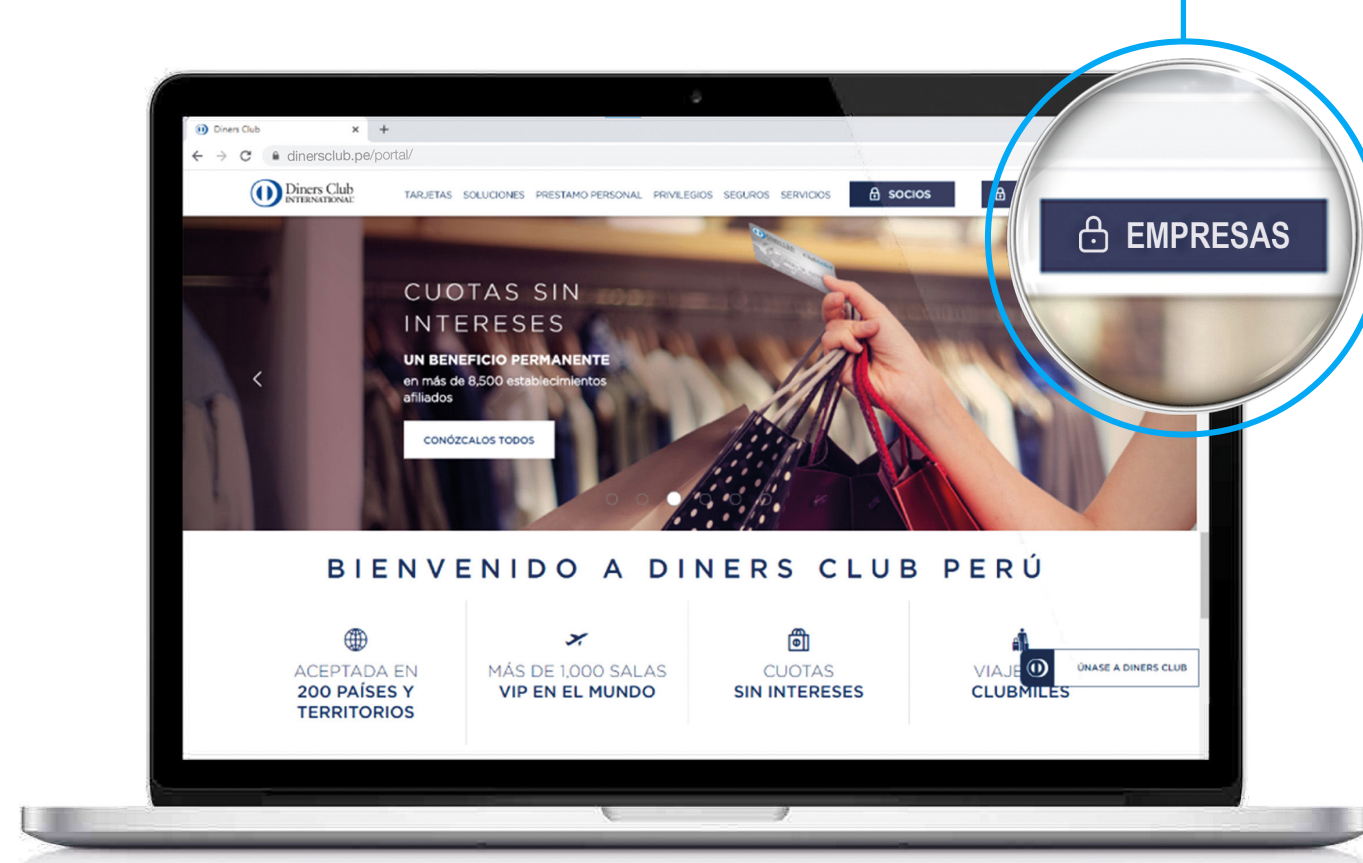 Diners Club
dinersclub.pe/portal/
Diners Club
INTERNATIONAL
TARJETAS SOLUCIONES PRESTAMO PERSONAL PRIVILEGIOS SEGUROS SERVICIOS SOCIOS
EMPRESAS
CUOTAS SIN
INTERESES
UN BENEFICIO PERMANENTE
en más de 8,500 establecimientos
afiliados
CONÓZCALOS TODOS
BIENVENIDO A DINERS CLUB PERÚ
ACEPTADA EN
200 PAÍSES Y
TERRITORIOS
MÁS DE 1,000 SALAS
VIP EN EL MUNDO
CUOTAS
SIN INTERESES
VIAJE
CLUBMILES
ÚNASE A DINERS CLUB